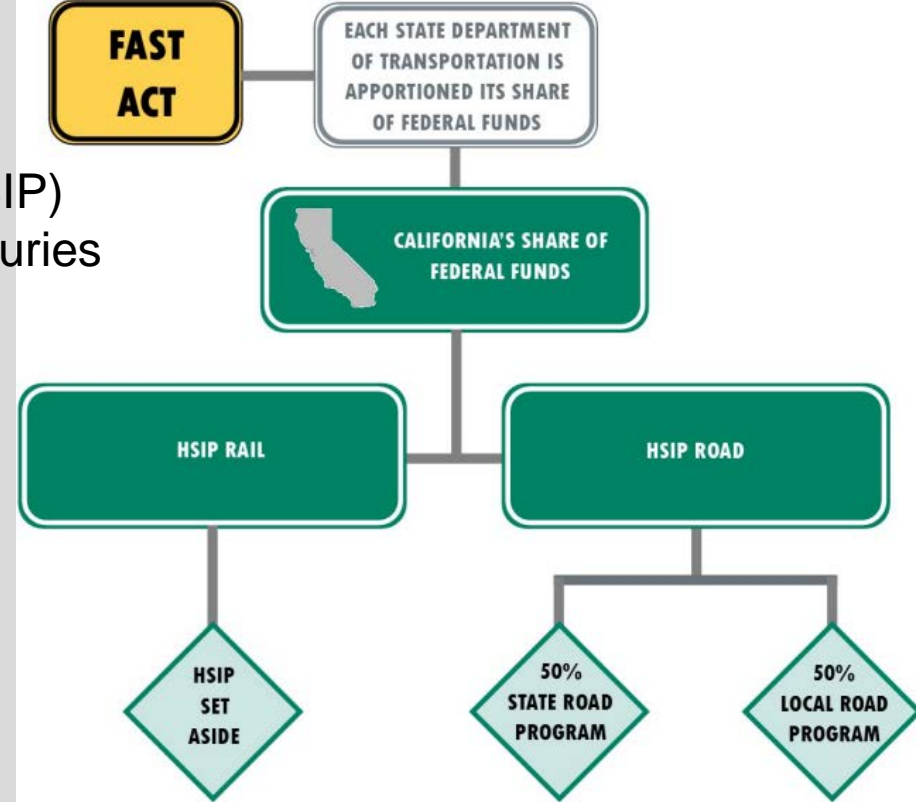 FAST
ACT
EACH STATE DEPARTMENT
OF TRANSPORTATION IS
APPORTIONED ITS SHARE
OF FEDERAL FUNDS
IP)
uries
CALIFORNIA'S SHARE OF
FEDERAL FUNDS
HSIP RAIL
HSIP ROAD
HSIP
SET
ASIDE
50%
STATE ROAD
PROGRAM
50%
LOCAL ROAD
PROGRAM